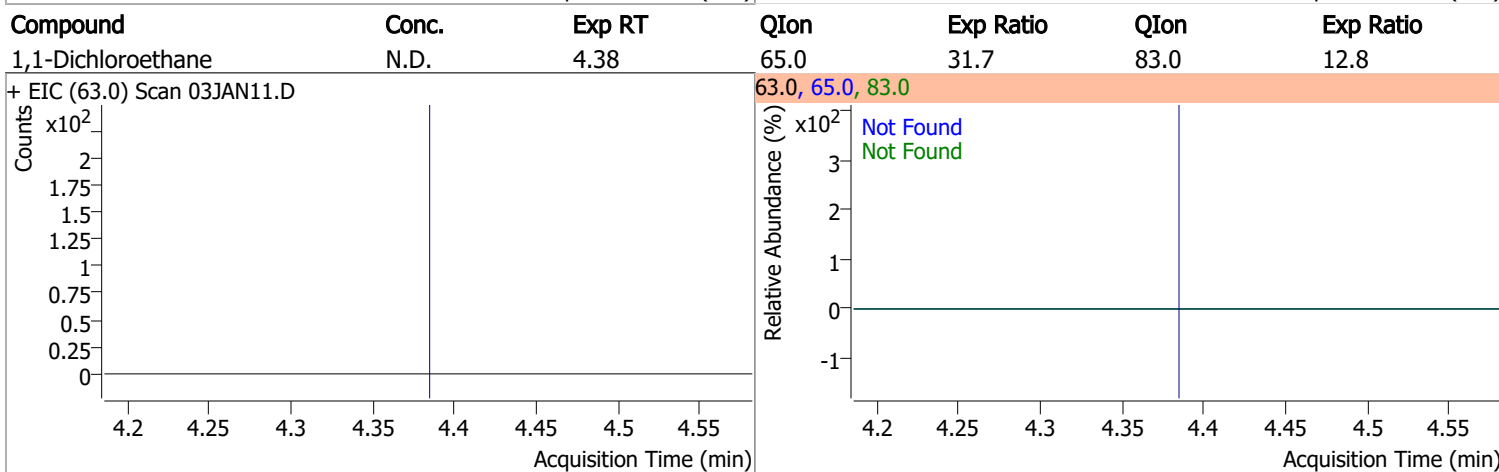 Compound Conc. Exp RT QIon Exp Ratio QIon Exp Ratio
1,1-Dichloroethane N.D. 4.38 65.0 31.7 83.0 12.8
+ EIC (63.0) Scan 03JAN11.D
Counts
x10²
2
1.75
1.5
1.25
1
0.75
0.5
0.25
0
4.2 4.25 4.3 4.35 4.4 4.45 4.5 4.55
Acquisition Time (min)
63.0, 65.0, 83.0
Relative Abundance (%)
x10²
Not Found
Not Found
3
2
1
0
-1
4.2 4.25 4.3 4.35 4.4 4.45 4.5 4.55
Acquisition Time (min)